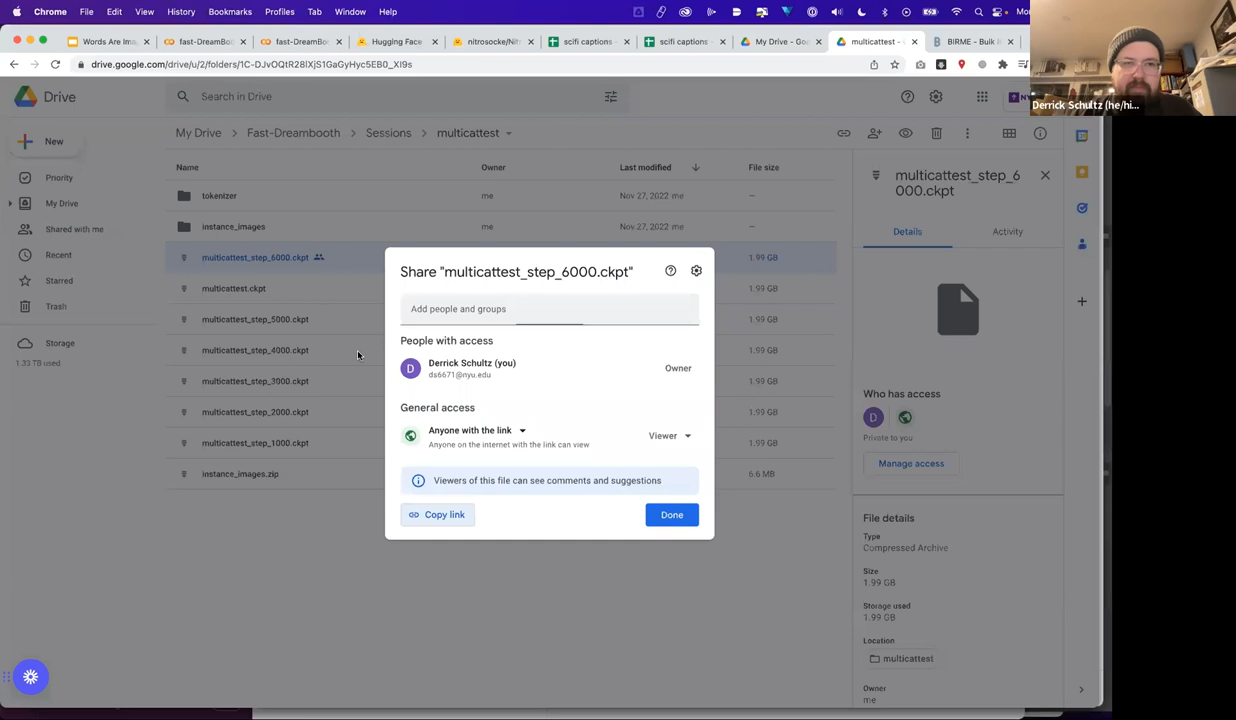 Chrome File Edit View History Bookmarks Profiles Tab Window Help
Words Are Im
fast-DreamBoot
fast-DreamBoo
Hugging Face
nitrosocke/Nit
scifi captions -
scifi captions -
My Drive - Goo
multicattest -
BIRME - Bulk I
drive.google.com/drive/u/2/folders/1C-DJvOQtR28lXjS1GaGyHyc5EB0_XI9s
Derrick Schultz (he/hi...
Drive
Search in Drive
New
My Drive > Fast-Dreambooth > Sessions > multicattest
Priority
My Drive
Shared with me
Recent
Starred
Trash
Storage
1.33 TB used
Name Owner Last modified File size
tokenizer me Nov 27, 2022 me —
instance_images me Nov 27, 2022 me —
multicattest_step_6000.ckpt 1.99 GB
multicattest.ckpt 1.99 GB
multicattest_step_5000.ckpt 1.99 GB
multicattest_step_4000.ckpt 1.99 GB
multicattest_step_3000.ckpt 1.99 GB
multicattest_step_2000.ckpt 1.99 GB
multicattest_step_1000.ckpt 1.99 GB
instance_images.zip 6.6 MB
Share "multicattest_step_6000.ckpt"
Add people and groups
People with access
Derrick Schultz (you)
ds6671@nyu.edu
Owner
General access
Anyone with the link
Anyone on the internet with the link can view
Viewer
Viewers of this file can see comments and suggestions
Copy link
Done
multicattest_step_6
000.ckpt
Details Activity
Who has access
D
Private to you
Manage access
File details
Type
Compressed Archive
Size
1.99 GB
Storage used
1.99 GB
Location
multicattest
Owner
me